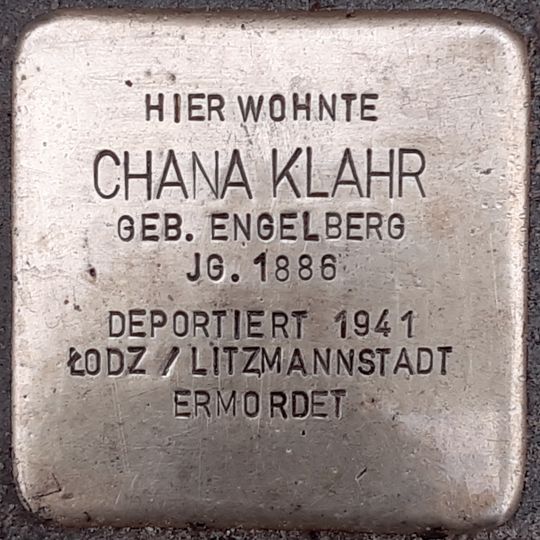 HIER WOHNTE
CHANA KLAHR
GEB. ENGELBERG
JG. 1886
DEPORTIERT 1941
ŁODZ / LITZMANNSTADT
ERMORDET